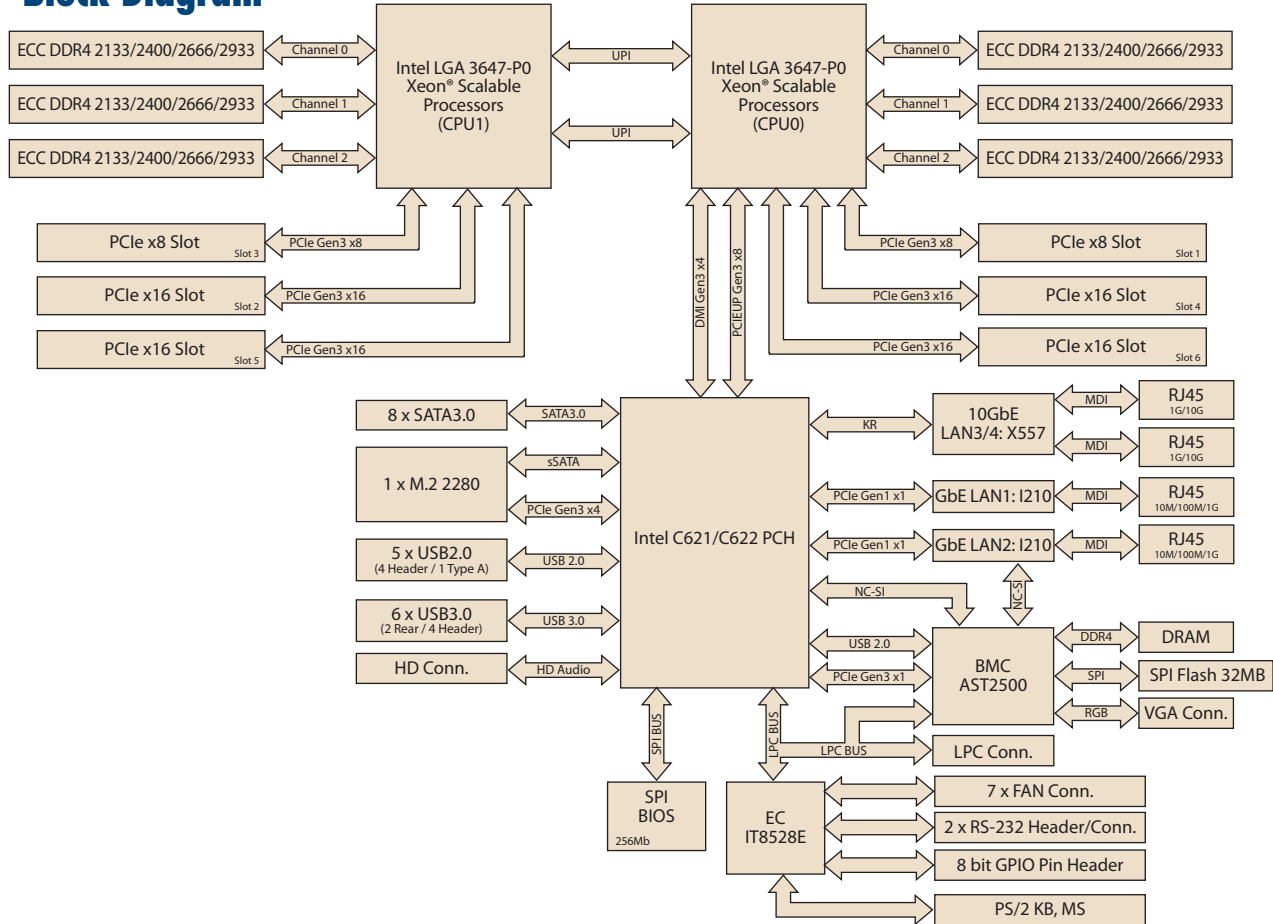 Block Diagram
ECC DDR4 2133/2400/2666/2933
Channel 0
Intel LGA 3647-P0
Xeon® Scalable
Processors
(CPU1)
UPI
Intel LGA 3647-P0
Xeon® Scalable
Processors
(CPU0)
Channel 0
ECC DDR4 2133/2400/2666/2933
ECC DDR4 2133/2400/2666/2933
Channel 1
Channel 1
ECC DDR4 2133/2400/2666/2933
UPI
ECC DDR4 2133/2400/2666/2933
Channel 2
Channel 2
ECC DDR4 2133/2400/2666/2933
PCIe x8 Slot
Slot 3
PCIe Gen3 x8
PCIe Gen3 x8
PCIe x8 Slot
Slot 1
PCIe x16 Slot
Slot 2
PCIe Gen3 x16
DMI Gen3 x4
PCIEUP Gen3 x8
PCIe Gen3 x16
PCIe x16 Slot
Slot 4
PCIe x16 Slot
Slot 5
PCIe Gen3 x16
PCIe Gen3 x16
PCIe x16 Slot
Slot 6
8 x SATA3.0
SATA3.0
1 x M.2 2280
sSATA
PCIe Gen3 x4
5 x USB2.0
(4 Header / 1 Type A)
USB 2.0
6 x USB3.0
(2 Rear / 4 Header)
USB 3.0
HD Conn.
HD Audio
Intel C621/C622 PCH
KR
10GbE
LAN3/4: X557
MDI
RJ45
1G/10G
MDI
RJ45
1G/10G
PCIe Gen1 x1
GbE LAN1: I210
MDI
RJ45
10M/100M/1G
PCIe Gen1 x1
GbE LAN2: I210
MDI
RJ45
10M/100M/1G
NC-SI
NC-SI
USB 2.0
PCIe Gen3 x1
BMC
AST2500
DDR4
DRAM
SPI
SPI Flash 32MB
RGB
VGA Conn.
SPI BUS
LPC BUS
LPC BUS
LPC Conn.
SPI
BIOS
256Mb
EC
IT8528E
7 x FAN Conn.
2 x RS-232 Header/Conn.
8 bit GPIO Pin Header
PS/2 KB, MS